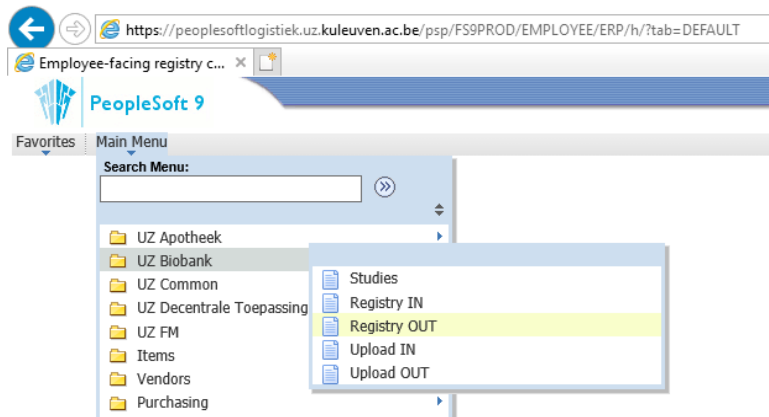 https://peoplesoftlogistiek.uz.kuleuven.ac.be/psp/FS9PROD/EMPLOYEE/ERP/h/?tab=DEFAULT
Employee-facing registry c...
PeopleSoft 9
Favorites Main Menu
Search Menu:
UZ Apotheek
UZ Biobank
UZ Common
UZ Decentrale Toepassing
UZ FM
Items
Vendors
Purchasing
Studies
Registry IN
Registry OUT
Upload IN
Upload OUT